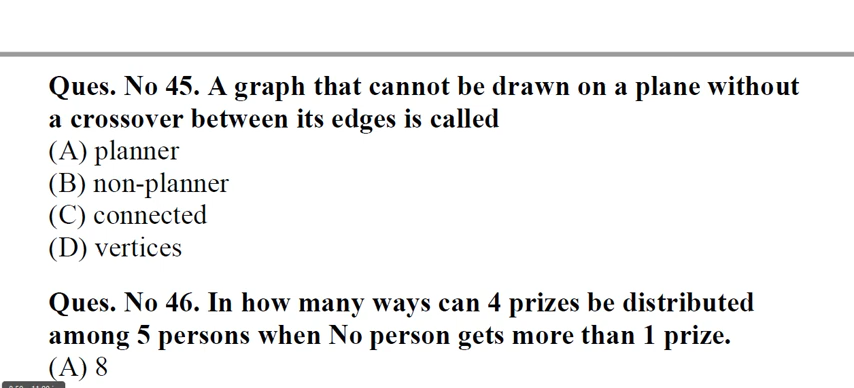 Ques. No 45. A graph that cannot be drawn on a plane without
a crossover between its edges is called
(A) planner
(B) non-planner
(C) connected
(D) vertices
Ques. No 46. In how many ways can 4 prizes be distributed
among 5 persons when No person gets more than 1 prize.
(A) 8